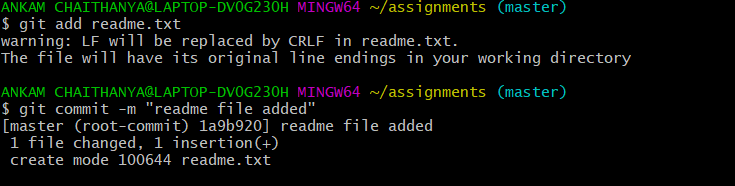 ANKAM CHAITHANYA@LAPTOP-DV0G230H MINGW64 ~/assignments (master)
$ git add readme.txt
warning: LF will be replaced by CRLF in readme.txt.
The file will have its original line endings in your working directory
ANKAM CHAITHANYA@LAPTOP-DV0G230H MINGW64 ~/assignments (master)
$ git commit -m "readme file added"
[master (root-commit) 1a9b920] readme file added
1 file changed, 1 insertion(+)
create mode 100644 readme.txt